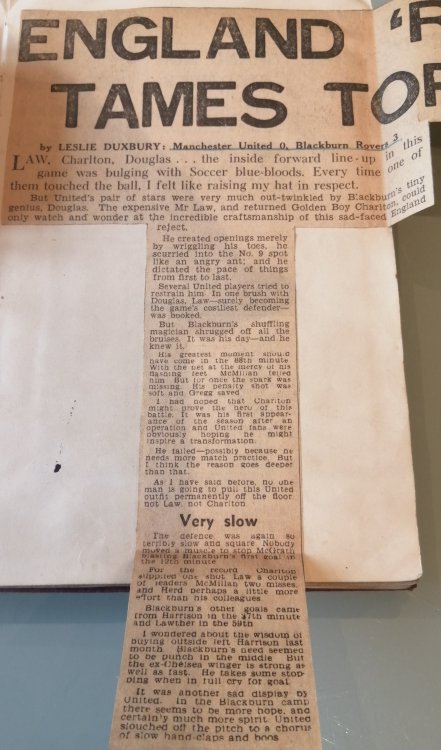 ENGLAND 'R
TAMES TOP
by LESLIE DUXBURY: Manchester United 0, Blackburn Rovers 3
LAW, Charlton, Douglas . . . the inside forward line-up in this
game was bulging with Soccer blue-bloods. Every time one of
them touched the ball, I felt like raising my hat in respect.
But United's pair of stars were very much out-twinkled by Blackburn's tiny
genius, Douglas. The expensive Mr Law, and returned Golden Boy Charlton, could
only watch and wonder at the incredible craftsmanship of this sad-faced England
reject.
He created openings merely
by wriggling his toes, he
scurried into the No. 9 spot
like an angry ant; and he
dictated the pace of things
from first to last.
Several United players tried to
restrain him. In one brush with
Douglas, Law—surely becoming
the game's costliest defender—
was booked.
But Blackburn's shuffling
magician shrugged off all the
bruises. It was his day—and he
knew it.
His greatest moment should
have come in the 88th minute.
With the net at the mercy of his
flashing feet McMillan felled
him. But for once the spark was
missing. His penalty shot was
soft and Gregg saved.
I had hoped that Charlton
might prove the hero of this
battle. It was his first appear-
ance of the season after an
operation and United fans were
obviously hoping he might
inspire a transformation.
He failed—possibly because he
needs more match practice. But
I think the reason goes deeper
than that.
As I have said before, no one
man is going to pull this United
outfit permanently off the floor,
not Law, not Charlton.
Very slow
The defence was again so
terribly slow and square. Nobody
moved a muscle to stop McGrath
blasting Blackburn's first goal in
the 12th minute.
For the record Charlton
supplied one shot, Law a couple
of headers McMillan two misses,
and Herd perhaps a little more
effort than his colleagues.
Blackburn's other goals came
from Harrison in the 37th minute
and Lawther in the 59th
I wondered about the wisdom of
buying outside left Harrison last
month. Blackburn's need seemed
to be punch in the middle. But
the ex-Chelsea winger is strong as
well as fast. He takes some stop-
ping when in full cry for goal.
It was another sad display by
United. In the Blackburn camp
there seems to be more hope, and
certainly much more spirit. United
slouched off the pitch to a chorus
of slow hand-claps and boos